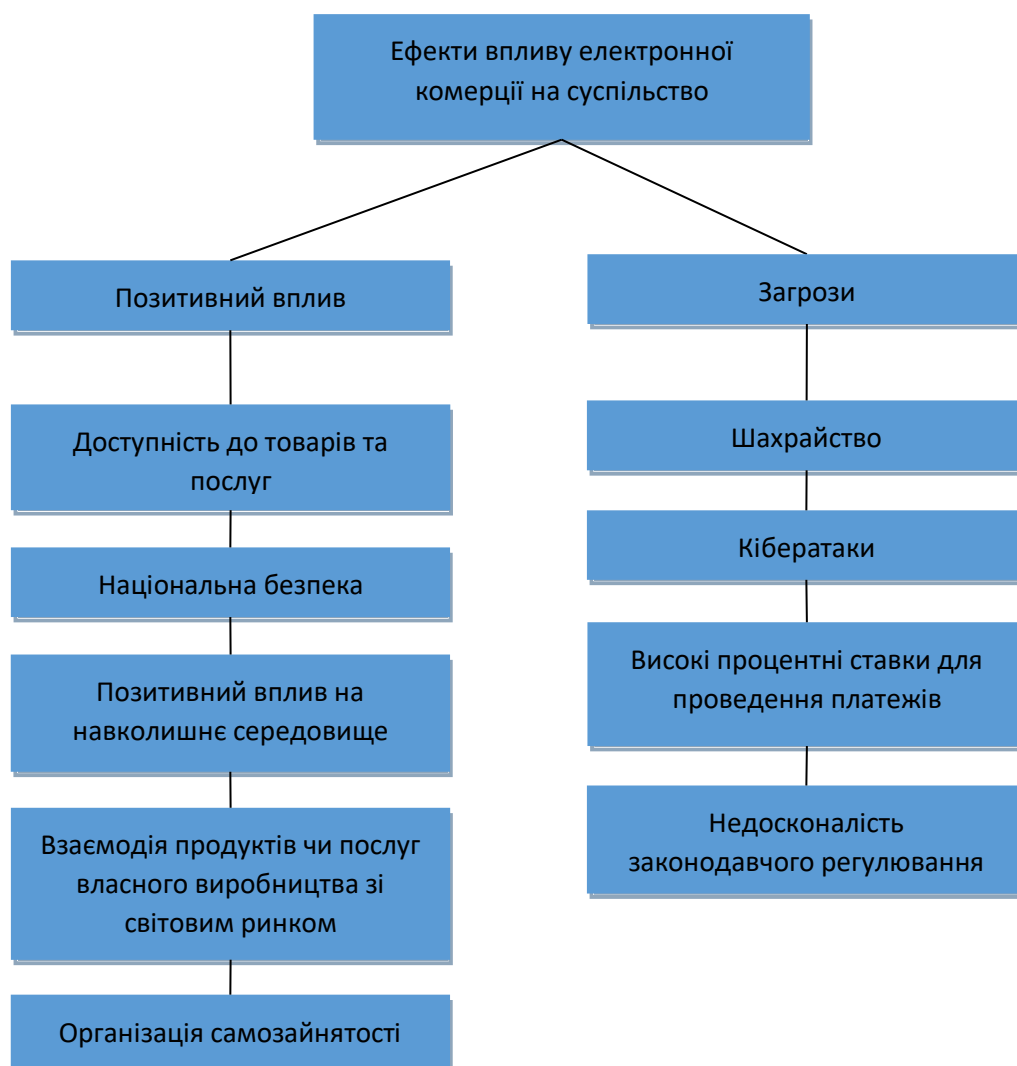 Ефекти впливу електронної
комерції на суспільство
Позитивний вплив
Доступність до товарів та
послуг
Національна безпека
Позитивний вплив на
навколишнє середовище
Взаємодія продуктів чи послуг
власного виробництва зі
світовим ринком
Організація самозайнятості
Загрози
Шахрайство
Кібератаки
Високі процентні ставки для
проведення платежів
Недосконалість
законодавчого регулювання